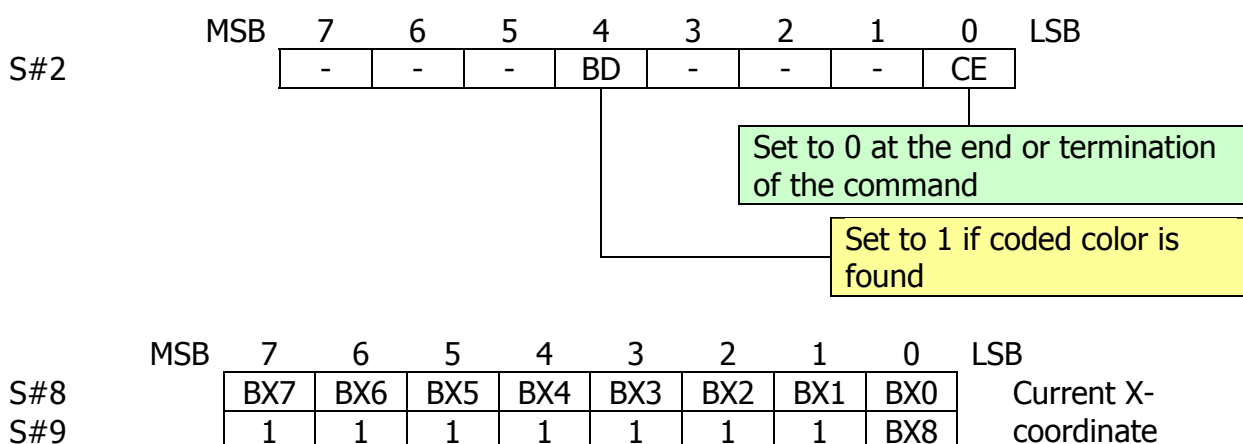 MSB 7 6 5 4 3 2 1 0 LSB
S#2 - - - BD - - - CE
Set to 0 at the end or termination
of the command
Set to 1 if coded color is
found
MSB 7 6 5 4 3 2 1 0 LSB
S#8 BX7 BX6 BX5 BX4 BX3 BX2 BX1 BX0 Current X-
S#9 1 1 1 1 1 1 1 BX8 coordinate